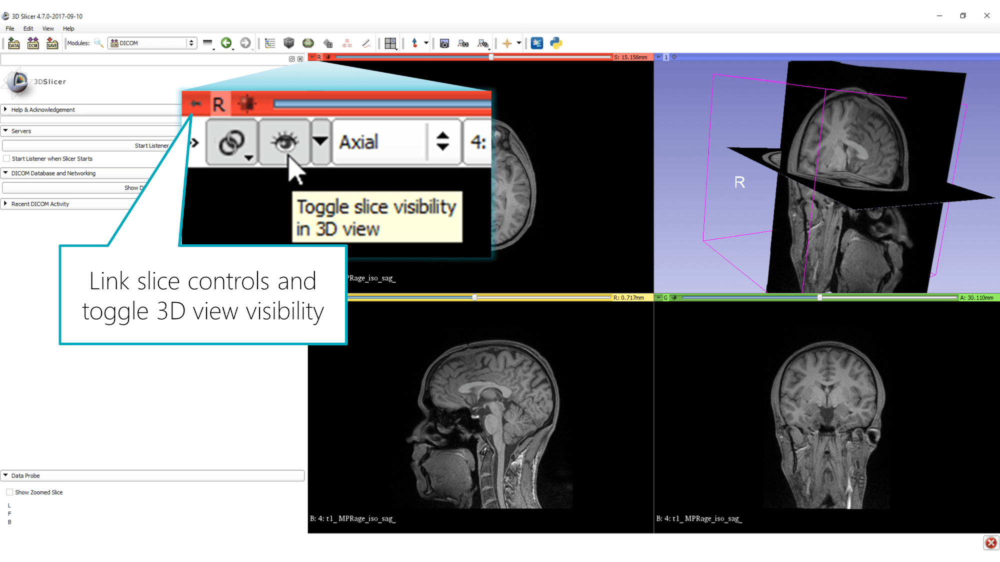 3D Slicer 4.7.0-2017-09-10
File Edit View Help
DATA DCM SAVE Modules: DICOM
R S: 15.156mm 1
3DSlicer
Help & Acknowledgement
Servers
Start Listener
Start Listener when Slicer Starts
DICOM Database and Networking
Show D
Recent DICOM Activity
R
Axial 4:
Toggle slice visibility
in 3D view
Link slice controls and
toggle 3D view visibility
R
PRage_iso_sag_
R: 0.717mm G A: 30.110mm
B: 4: t1_ MPRage_iso_sag_
B: 4: t1_ MPRage_iso_sag_
Data Probe
Show Zoomed Slice
L
F
B